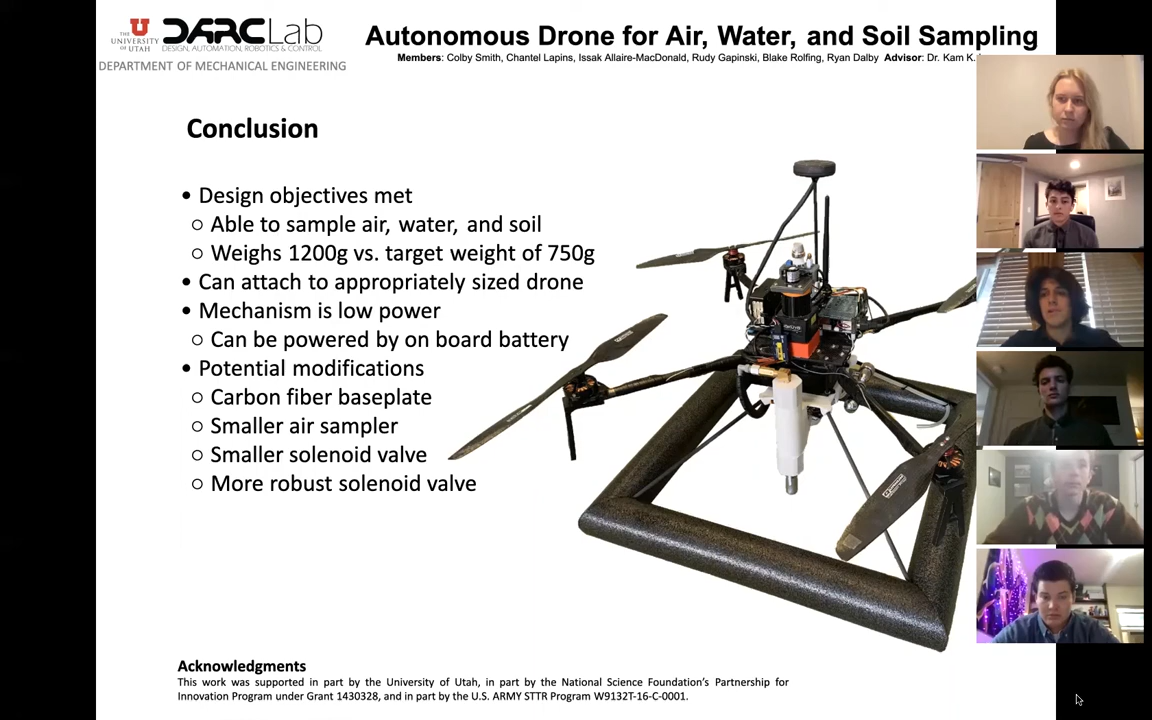 THE UNIVERSITY OF UTAH
DARC Lab
DESIGN, AUTOMATION, ROBOTICS & CONTROL
DEPARTMENT OF MECHANICAL ENGINEERING
Autonomous Drone for Air, Water, and Soil Sampling
Members: Colby Smith, Chantel Lapins, Issak Allaire-MacDonald, Rudy Gapinski, Blake Rolfing, Ryan Dalby Advisor: Dr. Kam K.
Conclusion
• Design objectives met
○ Able to sample air, water, and soil
○ Weighs 1200g vs. target weight of 750g
• Can attach to appropriately sized drone
• Mechanism is low power
○ Can be powered by on board battery
• Potential modifications
○ Carbon fiber baseplate
○ Smaller air sampler
○ Smaller solenoid valve
○ More robust solenoid valve
Acknowledgments
This work was supported in part by the University of Utah, in part by the National Science Foundation's Partnership for
Innovation Program under Grant 1430328, and in part by the U.S. ARMY STTR Program W9132T-16-C-0001.